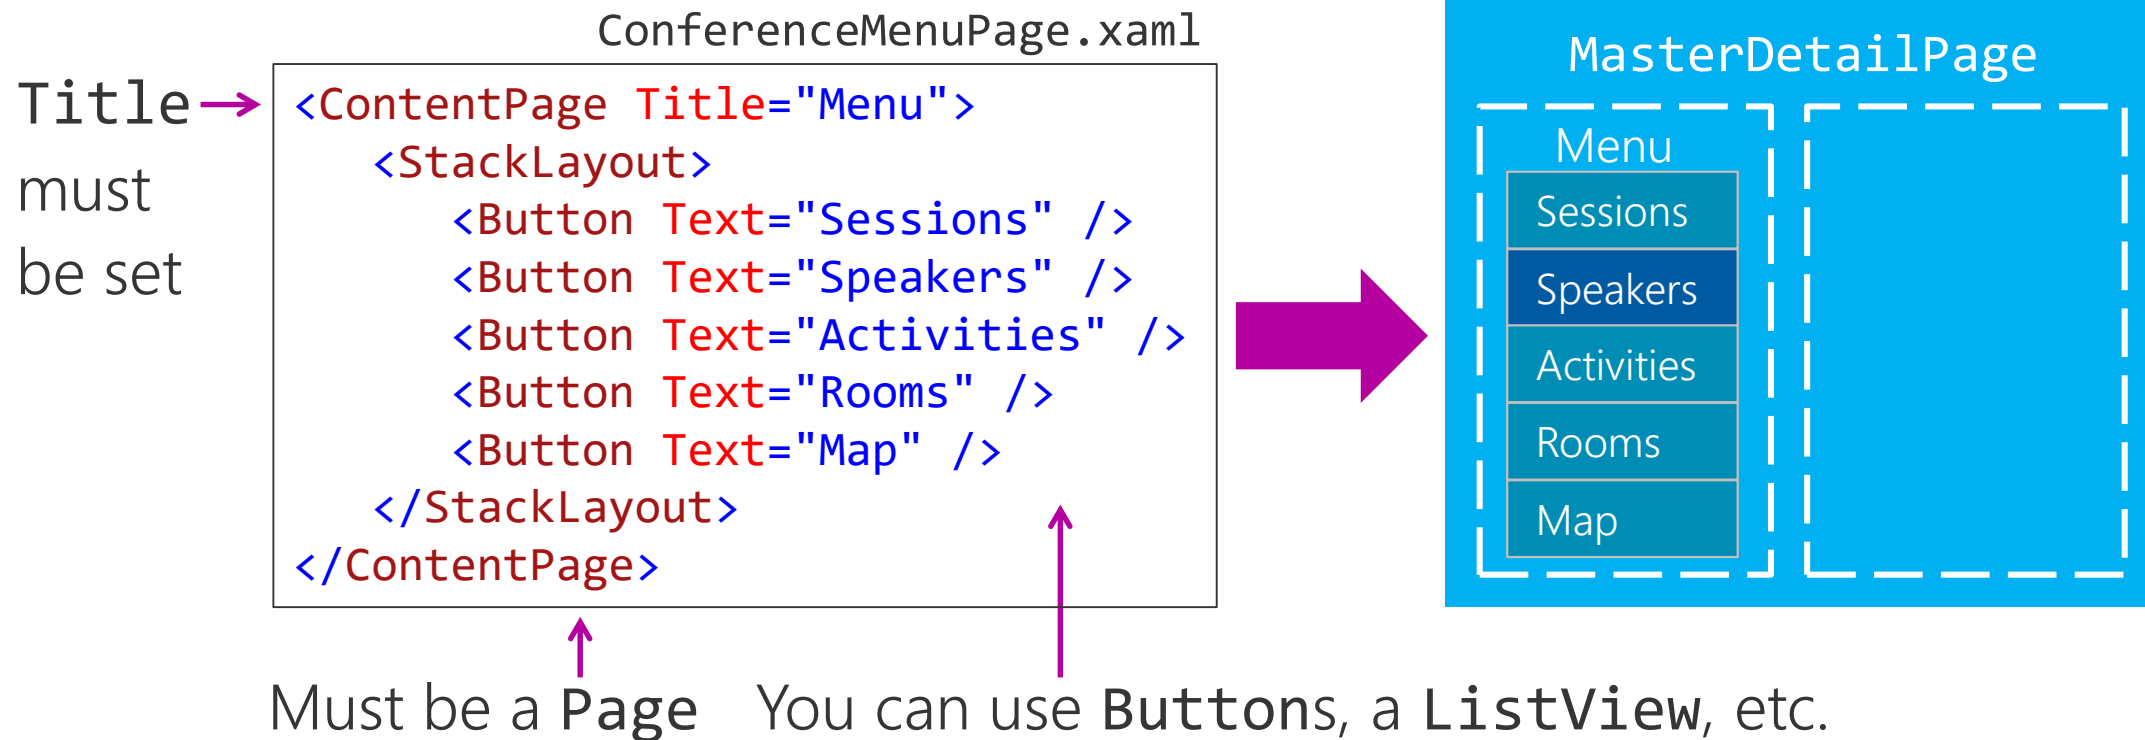 ConferenceMenuPage.xaml
Title
must
be set
<ContentPage Title="Menu">
<StackLayout>
<Button Text="Sessions" />
<Button Text="Speakers" />
<Button Text="Activities" />
<Button Text="Rooms" />
<Button Text="Map" />
</StackLayout>
</ContentPage>
Must be a Page
You can use Buttons, a ListView, etc.
MasterDetailPage
Menu
Sessions
Speakers
Activities
Rooms
Map